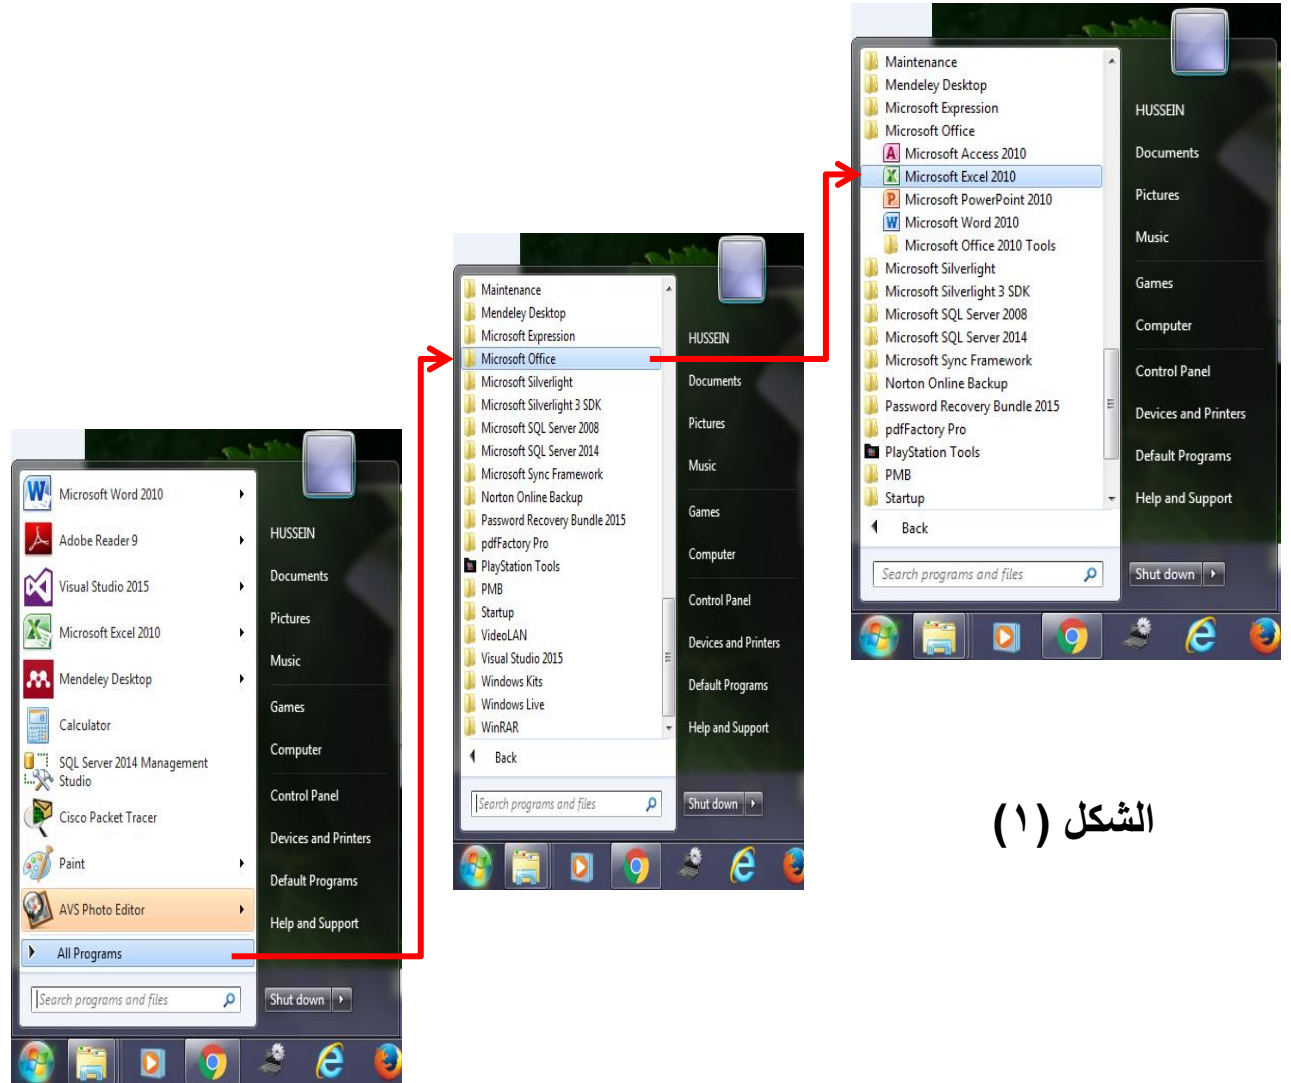 Microsoft Word 2010
Adobe Reader 9
Visual Studio 2015
Microsoft Excel 2010
Mendeley Desktop
Calculator
SQL Server 2014 Management
Studio
Cisco Packet Tracer
Paint
AVS Photo Editor
All Programs
Search programs and files
HUSSEIN
Documents
Pictures
Music
Games
Computer
Control Panel
Devices and Printers
Default Programs
Help and Support
Shut down
Maintenance
Mendeley Desktop
Microsoft Expression
Microsoft Office
Microsoft Silverlight
Microsoft Silverlight 3 SDK
Microsoft SQL Server 2008
Microsoft SQL Server 2014
Microsoft Sync Framework
Norton Online Backup
Password Recovery Bundle 2015
pdfFactory Pro
PlayStation Tools
PMB
Startup
VideoLAN
Visual Studio 2015
Windows Kits
Windows Live
WinRAR
Back
Search programs and files
HUSSEIN
Documents
Pictures
Music
Games
Computer
Control Panel
Devices and Printers
Default Programs
Help and Support
Shut down
Maintenance
Mendeley Desktop
Microsoft Expression
Microsoft Office
Microsoft Access 2010
Microsoft Excel 2010
Microsoft PowerPoint 2010
Microsoft Word 2010
Microsoft Office 2010 Tools
Microsoft Silverlight
Microsoft Silverlight 3 SDK
Microsoft SQL Server 2008
Microsoft SQL Server 2014
Microsoft Sync Framework
Norton Online Backup
Password Recovery Bundle 2015
pdfFactory Pro
PlayStation Tools
PMB
Startup
Back
Search programs and files
HUSSEIN
Documents
Pictures
Music
Games
Computer
Control Panel
Devices and Printers
Default Programs
Help and Support
Shut down
الشكل (١)